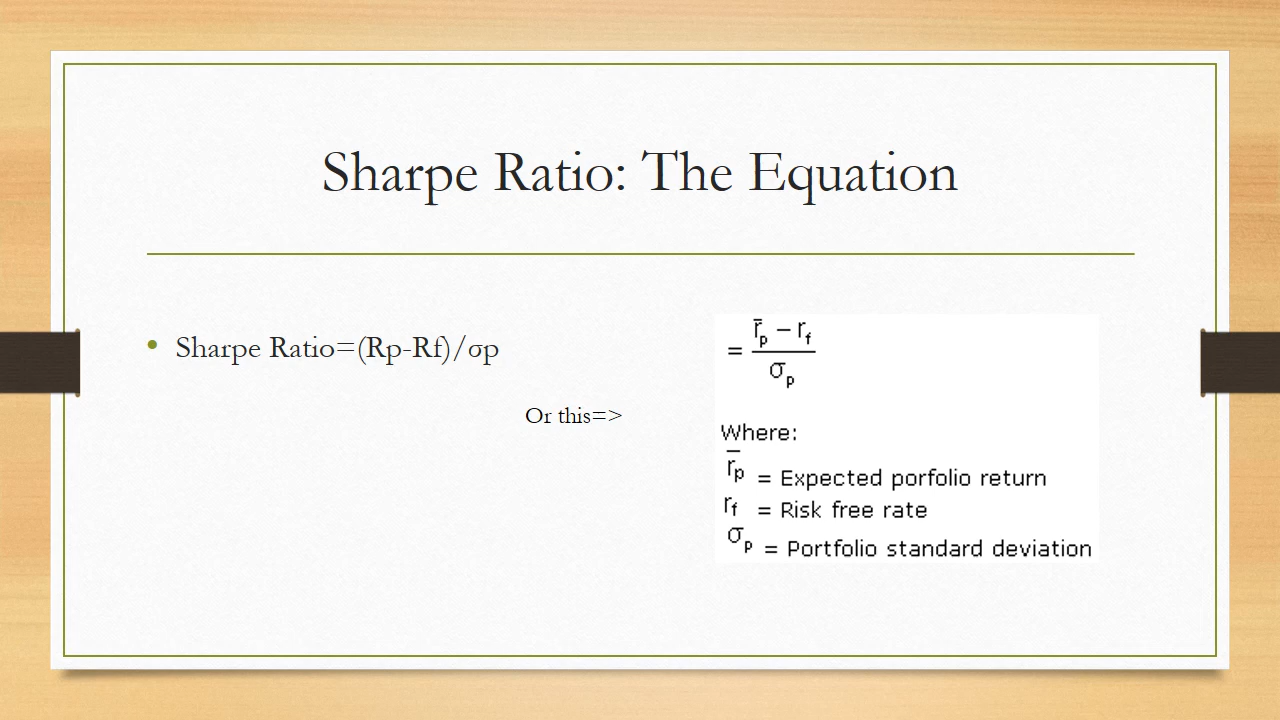 Sharpe Ratio: The Equation
• Sharpe Ratio=(Rp-Rf)/σp
Or this=>
= (r̄p − rf) / σp
Where:
r̄p = Expected porfolio return
rf = Risk free rate
σp = Portfolio standard deviation